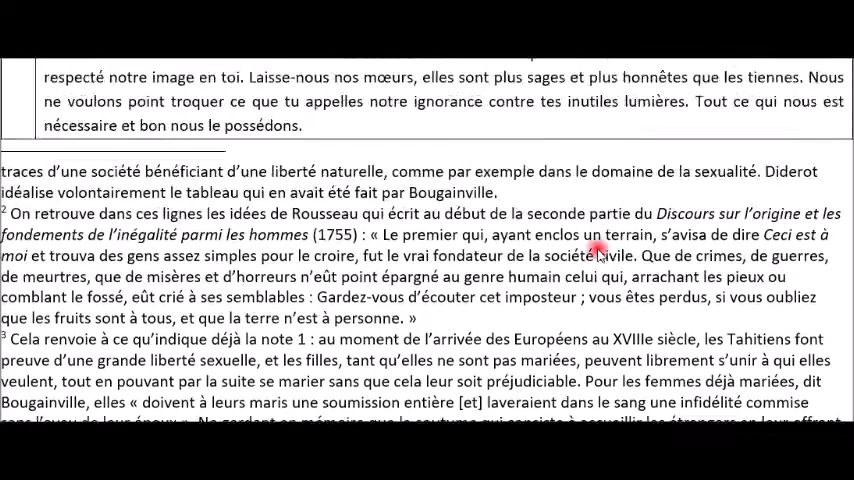 respecté notre image en toi. Laisse-nous nos mœurs, elles sont plus sages et plus honnêtes que les tiennes. Nous
ne voulons point troquer ce que tu appelles notre ignorance contre tes inutiles lumières. Tout ce qui nous est
nécessaire et bon nous le possédons.
traces d’une société bénéficiant d’une liberté naturelle, comme par exemple dans le domaine de la sexualité. Diderot
idéalise volontairement le tableau qui en avait été fait par Bougainville.
2 On retrouve dans ces lignes les idées de Rousseau qui écrit au début de la seconde partie du Discours sur l’origine et les
fondements de l’inégalité parmi les hommes (1755) : « Le premier qui, ayant enclos un terrain, s’avisa de dire Ceci est à
moi et trouva des gens assez simples pour le croire, fut le vrai fondateur de la société civile. Que de crimes, de guerres,
de meurtres, que de misères et d’horreurs n’eût point épargné au genre humain celui qui, arrachant les pieux ou
comblant le fossé, eût crié à ses semblables : Gardez-vous d’écouter cet imposteur ; vous êtes perdus, si vous oubliez
que les fruits sont à tous, et que la terre n’est à personne. »
3 Cela renvoie à ce qu’indique déjà la note 1 : au moment de l’arrivée des Européens au XVIIIe siècle, les Tahitiens font
preuve d’une grande liberté sexuelle, et les filles, tant qu’elles ne sont pas mariées, peuvent librement s’unir à qui elles
veulent, tout en pouvant par la suite se marier sans que cela leur soit préjudiciable. Pour les femmes déjà mariées, dit
Bougainville, elles « doivent à leurs maris une soumission entière [et] laveraient dans le sang une infidélité commise